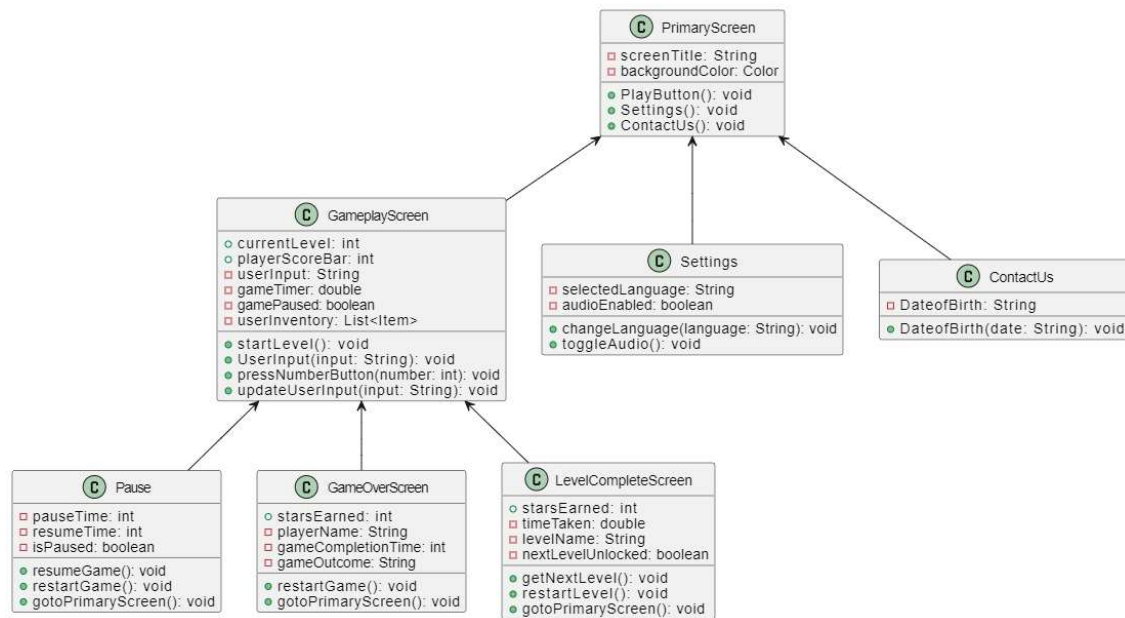 C PrimaryScreen
screenTitle: String
backgroundColor: Color
PlayButton(): void
Settings(): void
ContactUs(): void
C GameplayScreen
currentLevel: int
playerScoreBar: int
userInput: String
gameTimer: double
gamePaused: boolean
userInventory: List<Item>
startLevel(): void
UserInput(input: String): void
pressNumberButton(number: int): void
updateUserInput(input: String): void
C Settings
selectedLanguage: String
audioEnabled: boolean
changeLanguage(language: String): void
toggleAudio(): void
C ContactUs
DateofBirth: String
DateofBirth(date: String): void
C Pause
pauseTime: int
resumeTime: int
isPaused: boolean
resumeGame(): void
restartGame(): void
gotoPrimaryScreen(): void
C GameOverScreen
starsEarned: int
playerName: String
gameCompletionTime: int
gameOutcome: String
restartGame(): void
gotoPrimaryScreen(): void
C LevelCompleteScreen
starsEarned: int
timeTaken: double
levelName: String
nextLevelUnlocked: boolean
getNextLevel(): void
restartLevel(): void
gotoPrimaryScreen(): void